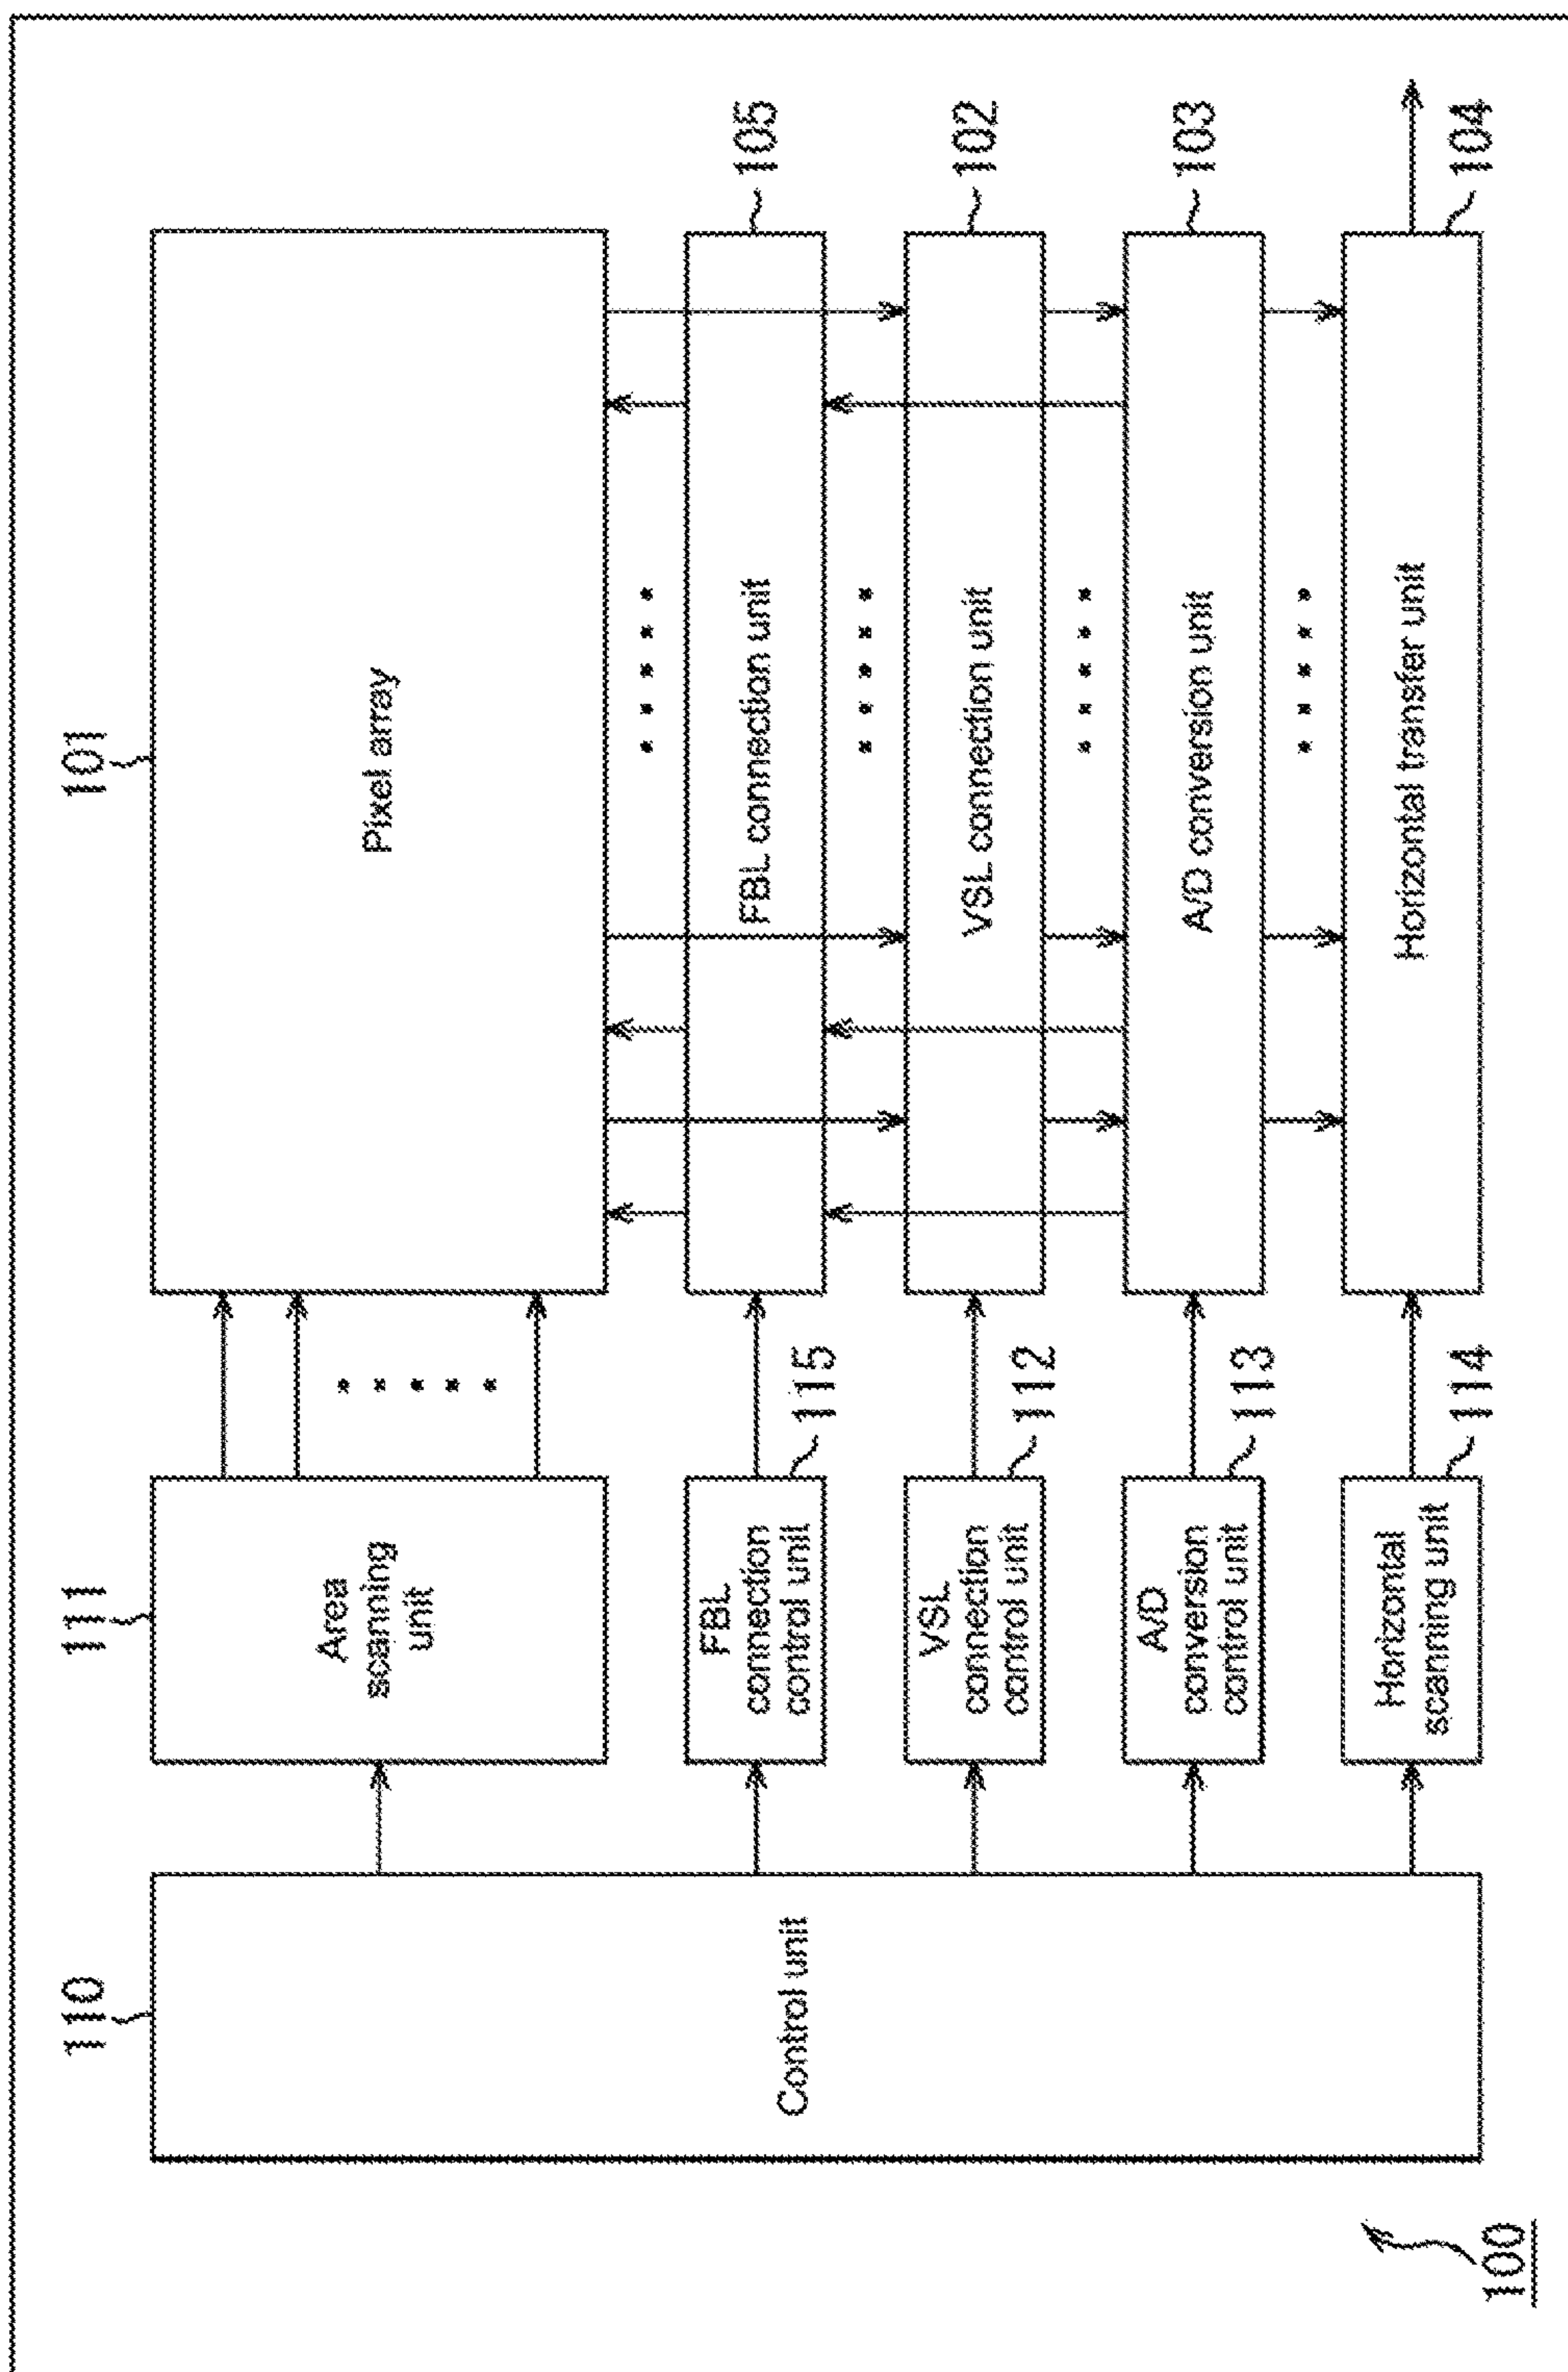 110
111
101
Control unit
Area
scanning
unit
Pixel array
FBL
connection
control unit
115
FBL connection unit
105
VSL
connection
control unit
112
VSL connection unit
102
A/D
conversion
control unit
113
A/D conversion unit
103
Horizontal
scanning unit
114
Horizontal transfer unit
104
100